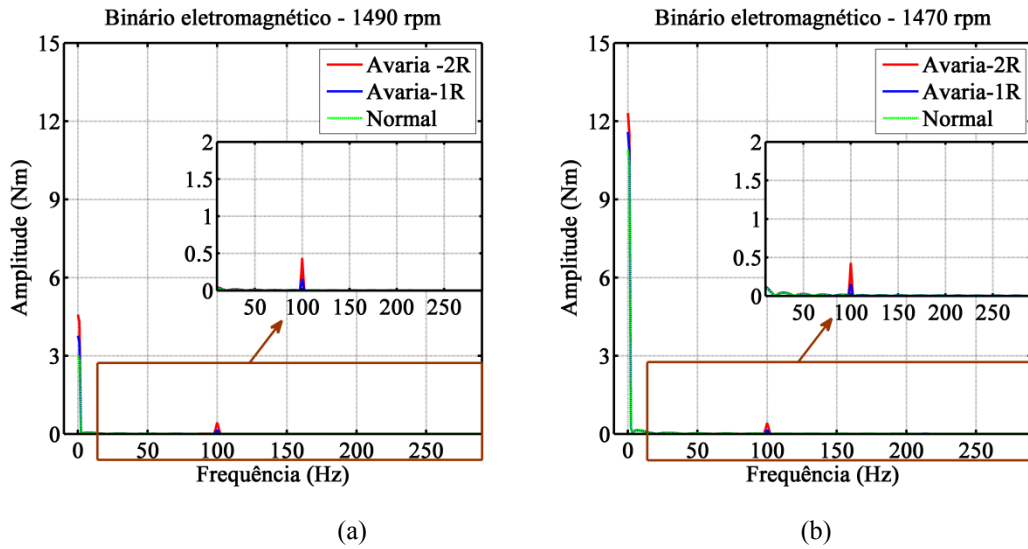 Binário eletromagnético - 1490 rpm
15
12
9
6
3
0
Amplitude (Nm)
Avaria -2R
Avaria-1R
Normal
2
1.5
1
0.5
0
50 100 150 200 250
0 50 100 150 200 250
Frequência (Hz)
(a)
Binário eletromagnético - 1470 rpm
15
12
9
6
3
0
Amplitude (Nm)
Avaria-2R
Avaria-1R
Normal
2
1.5
1
0.5
0
50 100 150 200 250
0 50 100 150 200 250
Frequência (Hz)
(b)